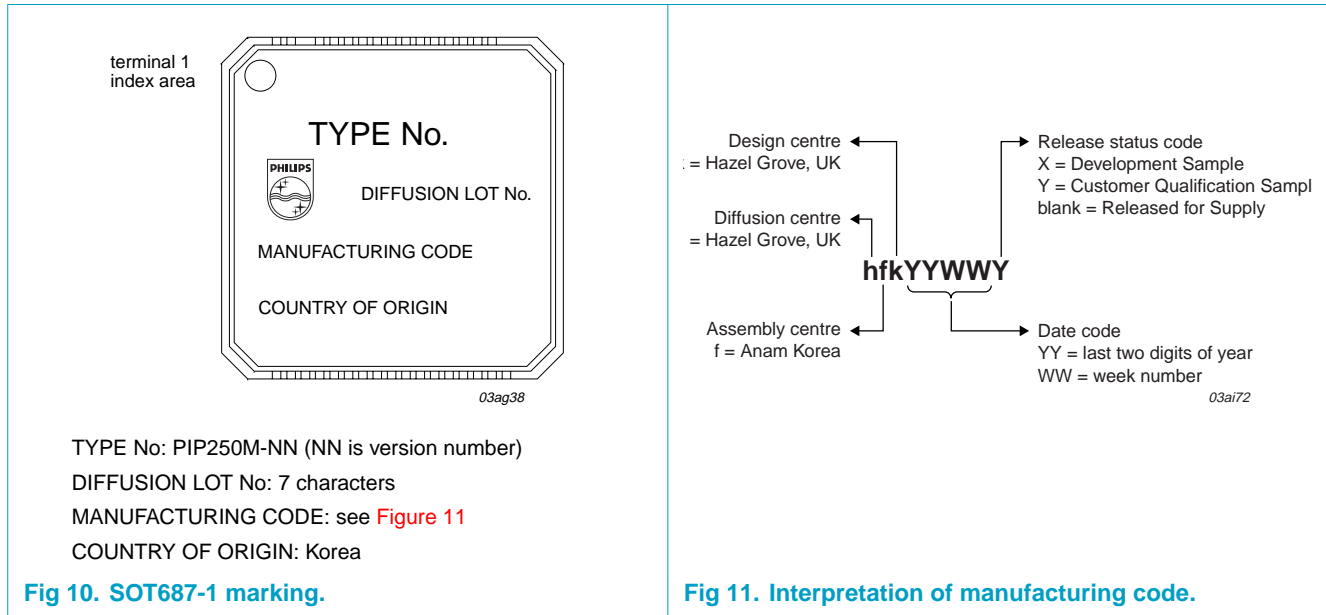 terminal 1
index area
TYPE No.
PHILIPS
DIFFUSION LOT No.
MANUFACTURING CODE
COUNTRY OF ORIGIN
03ag38
TYPE No: PIP250M-NN (NN is version number)
DIFFUSION LOT No: 7 characters
MANUFACTURING CODE: see Figure 11
COUNTRY OF ORIGIN: Korea
Fig 10. SOT687-1 marking.
Design centre
= Hazel Grove, UK
Diffusion centre
= Hazel Grove, UK
hfkYYWWY
Assembly centre
f = Anam Korea
Release status code
X = Development Sample
Y = Customer Qualification Sampl
blank = Released for Supply
Date code
YY = last two digits of year
WW = week number
03ai72
Fig 11. Interpretation of manufacturing code.